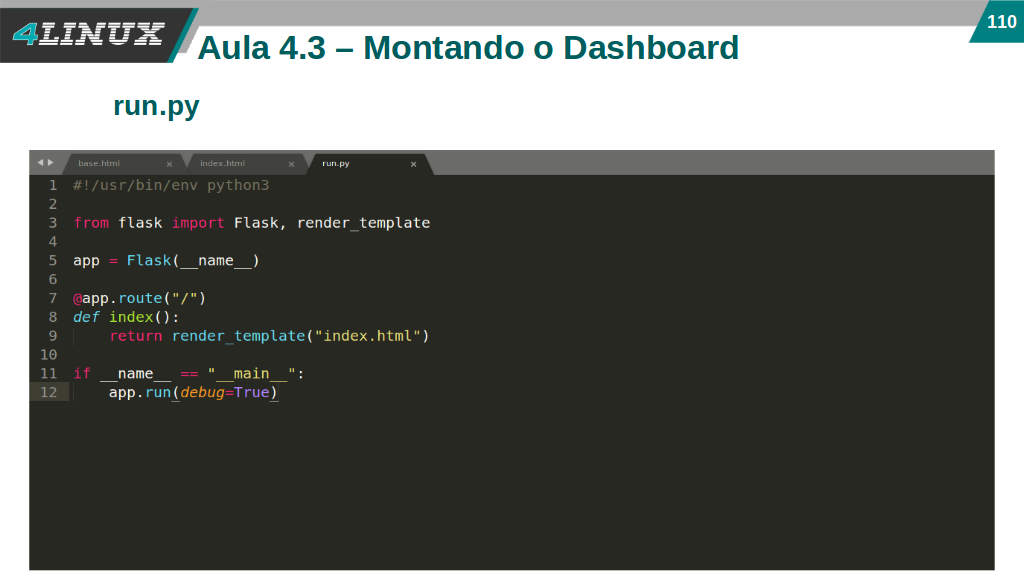 4LINUX
110
Aula 4.3 – Montando o Dashboard
run.py
base.html × index.html × run.py ×
1 #!/usr/bin/env python3
2
3 from flask import Flask, render_template
4
5 app = Flask(__name__)
6
7 @app.route("/")
8 def index():
9     return render_template("index.html")
10
11 if __name__ == "__main__":
12     app.run(debug=True)